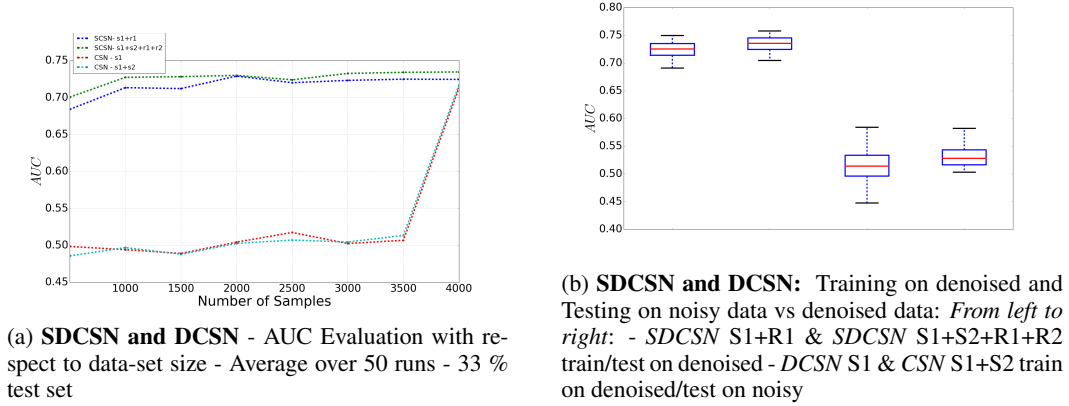 SCSN- s1+r1
SCSN- s1+s2+r1+r2
CSN - s1
CSN - s1+s2
0.75
0.70
0.65
0.60
0.55
0.50
0.45
AUC
1000 1500 2000 2500 3000 3500 4000
Number of Samples
(a) SDCSN and DCSN - AUC Evaluation with re-
spect to data-set size - Average over 50 runs - 33 %
test set
0.80
0.75
0.70
0.65
0.60
0.55
0.50
0.45
0.40
AUC
(b) SDCSN and DCSN: Training on denoised and
Testing on noisy data vs denoised data: From left to
right: - SDCSN S1+R1 & SDCSN S1+S2+R1+R2
train/test on denoised - DCSN S1 & CSN S1+S2 train
on denoised/test on noisy